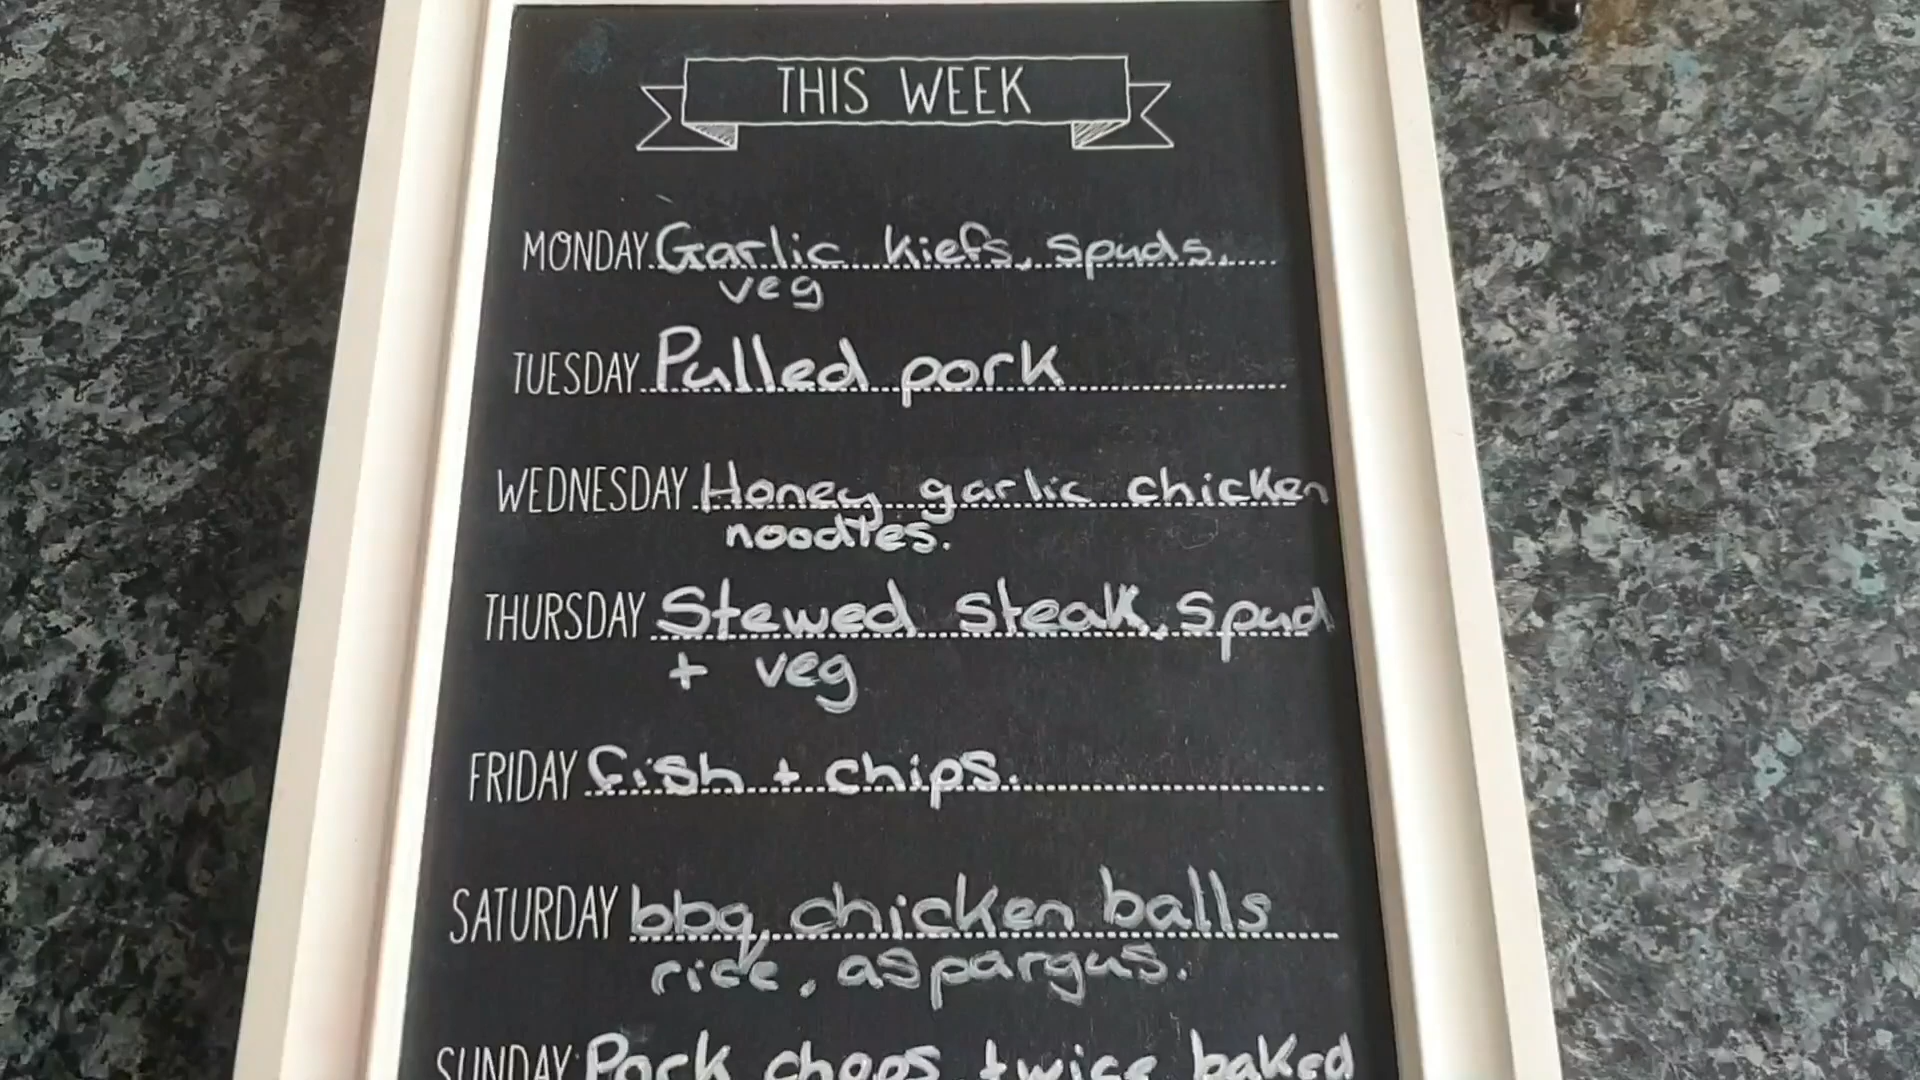 THIS WEEK
MONDAY Garlic kiefs, spuds,
veg
TUESDAY Pulled pork
WEDNESDAY Honey garlic chicken
noodles.
THURSDAY Stewed steak, spud
+ veg
FRIDAY fish + chips.
SATURDAY bbq chicken balls
rice, aspargus.
SUNDAY Pork chops, twice baked